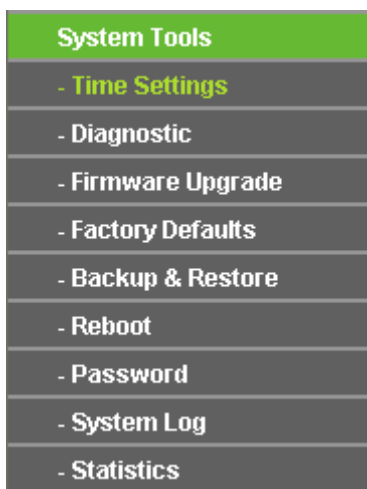 System Tools
- Time Settings
- Diagnostic
- Firmware Upgrade
- Factory Defaults
- Backup & Restore
- Reboot
- Password
- System Log
- Statistics